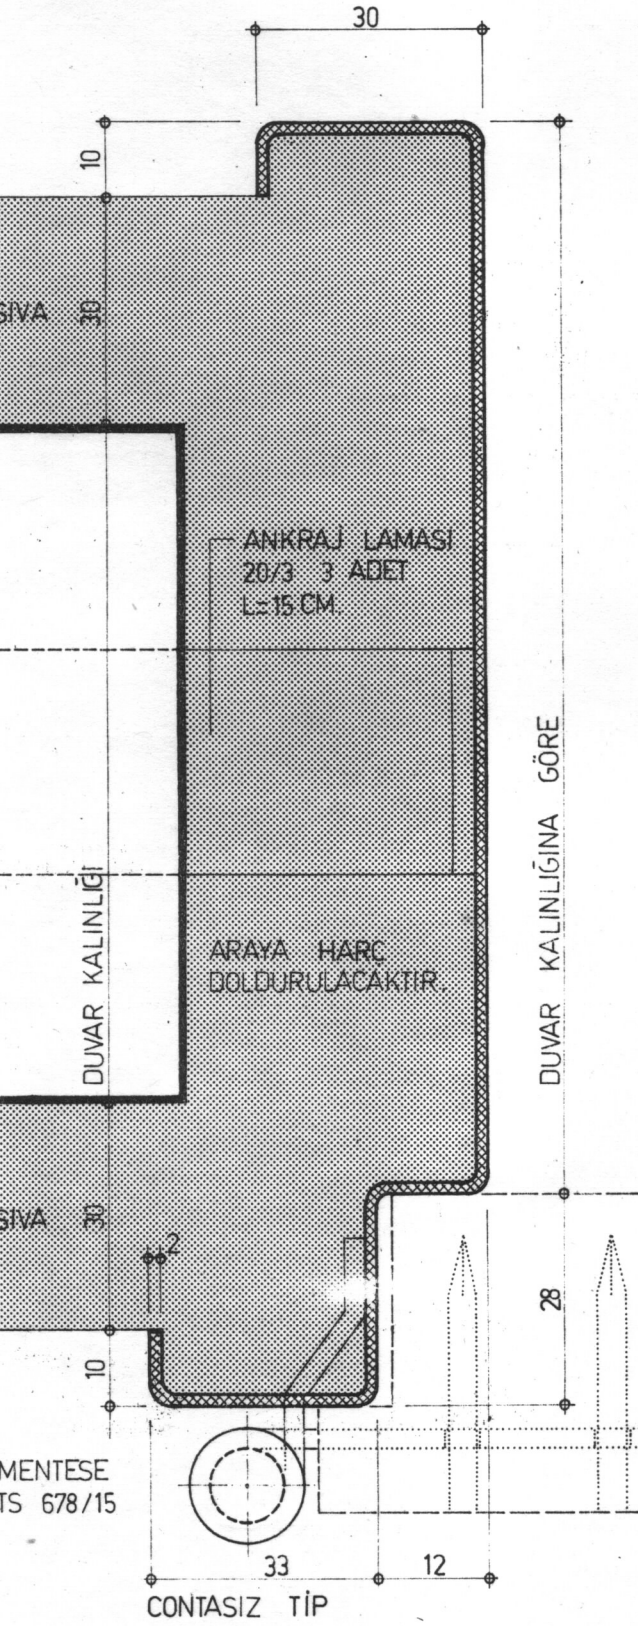 30
10
SIVA 30
ANKRAJ LAMASI
20/3 3 ADET
L=15 CM.
DUVAR KALINLIĞI
DUVAR KALINLIĞINA GÖRE
ARAYA HARÇ
DOLDURULACAKTIR.
SIVA 30
2
28
10
MENTEŞE
TS 678/15
33
12
CONTASIZ TİP